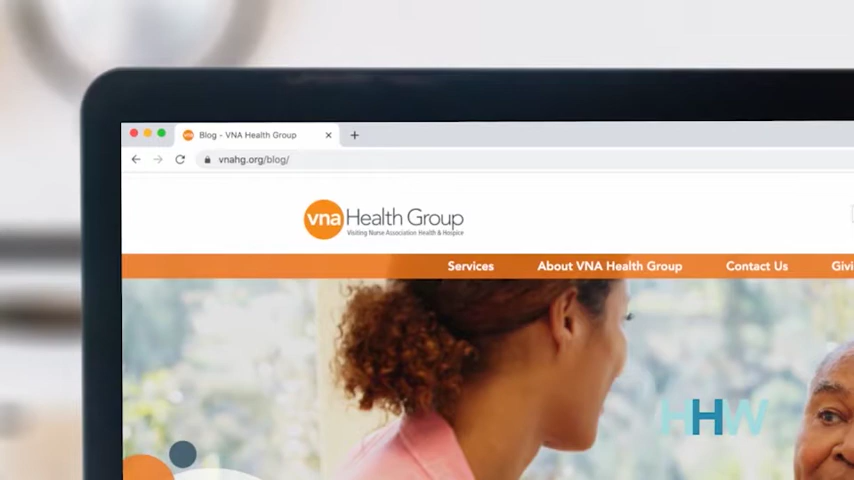 Blog - VNA Health Group
vnahg.org/blog/
vna Health Group
Visiting Nurse Association Health & Hospice
Services About VNA Health Group Contact Us Givi
HHW